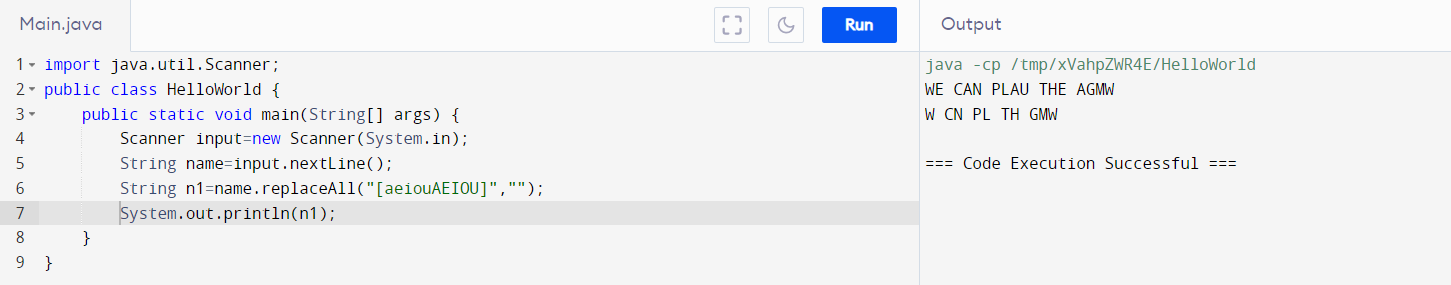 Main.java
Run
Output
1 import java.util.Scanner;
2 public class HelloWorld {
3     public static void main(String[] args) {
4         Scanner input=new Scanner(System.in);
5         String name=input.nextLine();
6         String n1=name.replaceAll("[aeiouAEIOU]","");
7         System.out.println(n1);
8     }
9 }
java -cp /tmp/xVahpZWR4E/HelloWorld
WE CAN PLAU THE AGMW
W CN PL TH GMW
=== Code Execution Successful ===